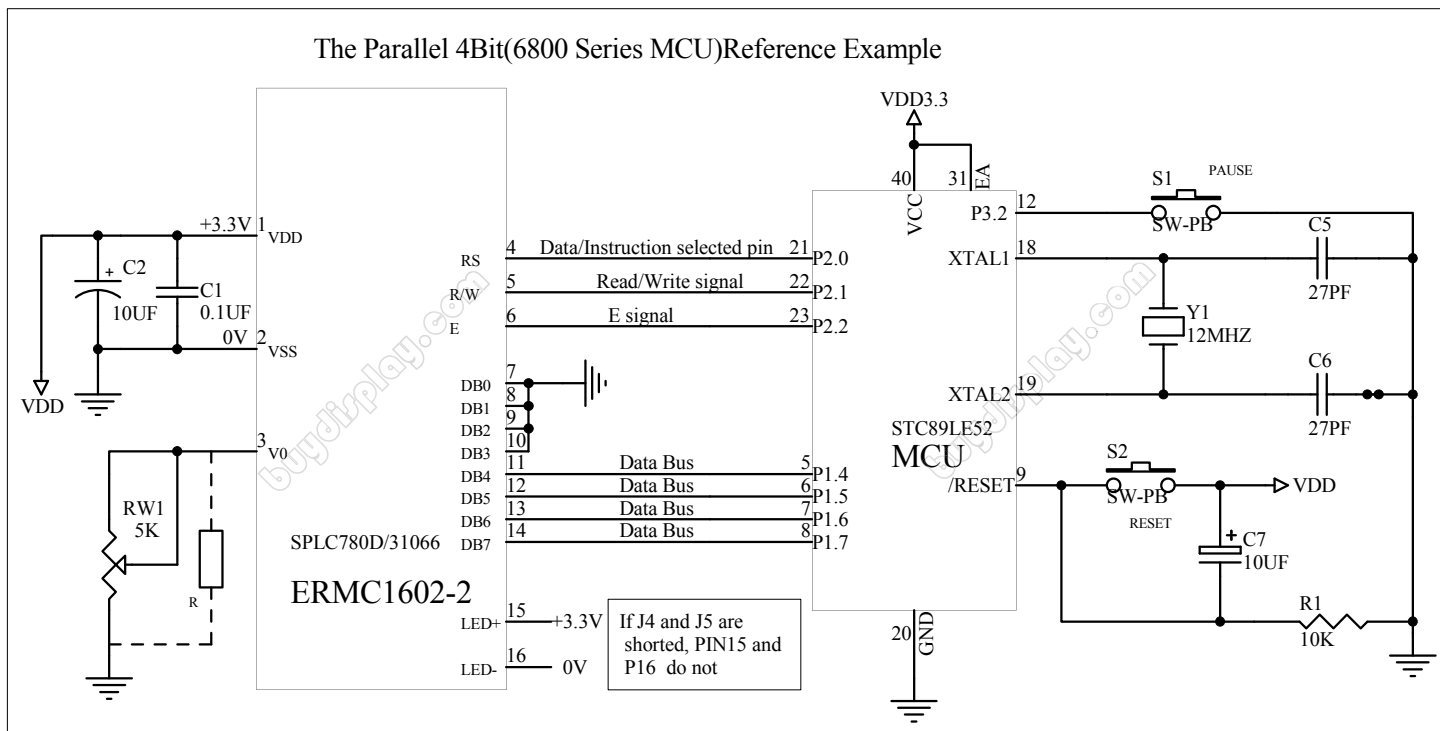 The Parallel 4Bit(6800 Series MCU)Reference Example
VDD3.3
40
31
EA
VCC
S1
PAUSE
P3.2
12
SW-PB
+3.3V
1
VDD
C2
+
10UF
C1
0.1UF
0V
2
VSS
VDD
RS
4
Data/Instruction selected pin
21
P2.0
R/W
5
Read/Write signal
22
P2.1
E
6
E signal
23
P2.2
XTAL1
18
C5
27PF
Y1
12MHZ
XTAL2
19
C6
27PF
DB0
7
DB1
8
DB2
9
DB3
10
DB4
11
Data Bus
5
P1.4
DB5
12
Data Bus
6
P1.5
DB6
13
Data Bus
7
P1.6
DB7
14
Data Bus
8
P1.7
STC89LE52
MCU
/RESET
9
S2
SW-PB
RESET
VDD
+
C7
10UF
R1
10K
3
V0
RW1
5K
R
SPLC780D/31066
ERMC1602-2
LED+
15
+3.3V
LED-
16
0V
If J4 and J5 are
shorted, PIN15 and
P16 do not
20
GND
buydisplay.com
buydisplay.com